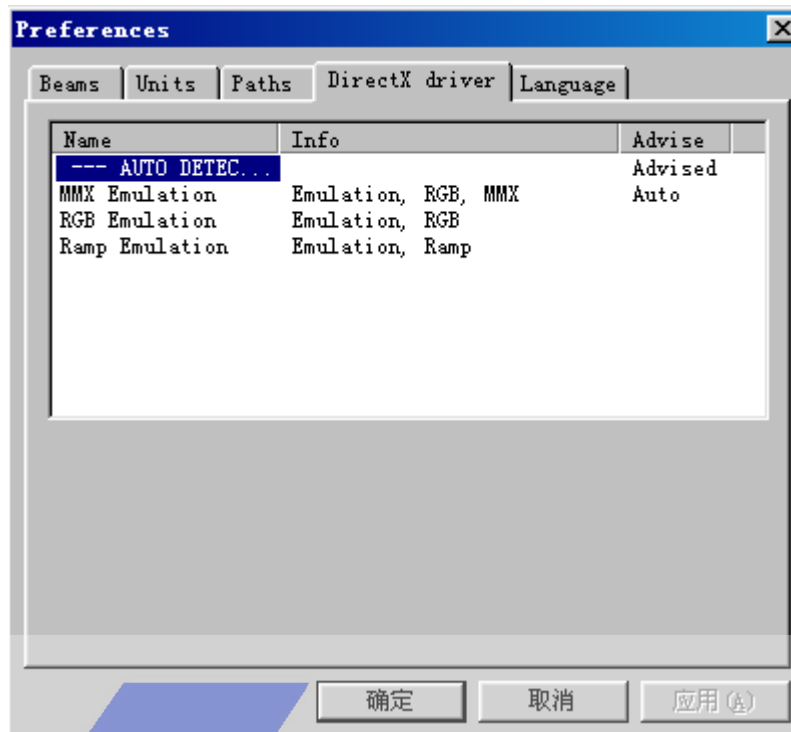 Preferences
Beams Units Paths DirectX driver Language
Name Info Advise
--- AUTO DETEC... Advised
MMX Emulation Emulation, RGB, MMX Auto
RGB Emulation Emulation, RGB
Ramp Emulation Emulation, Ramp
确定 取消 应用(A)